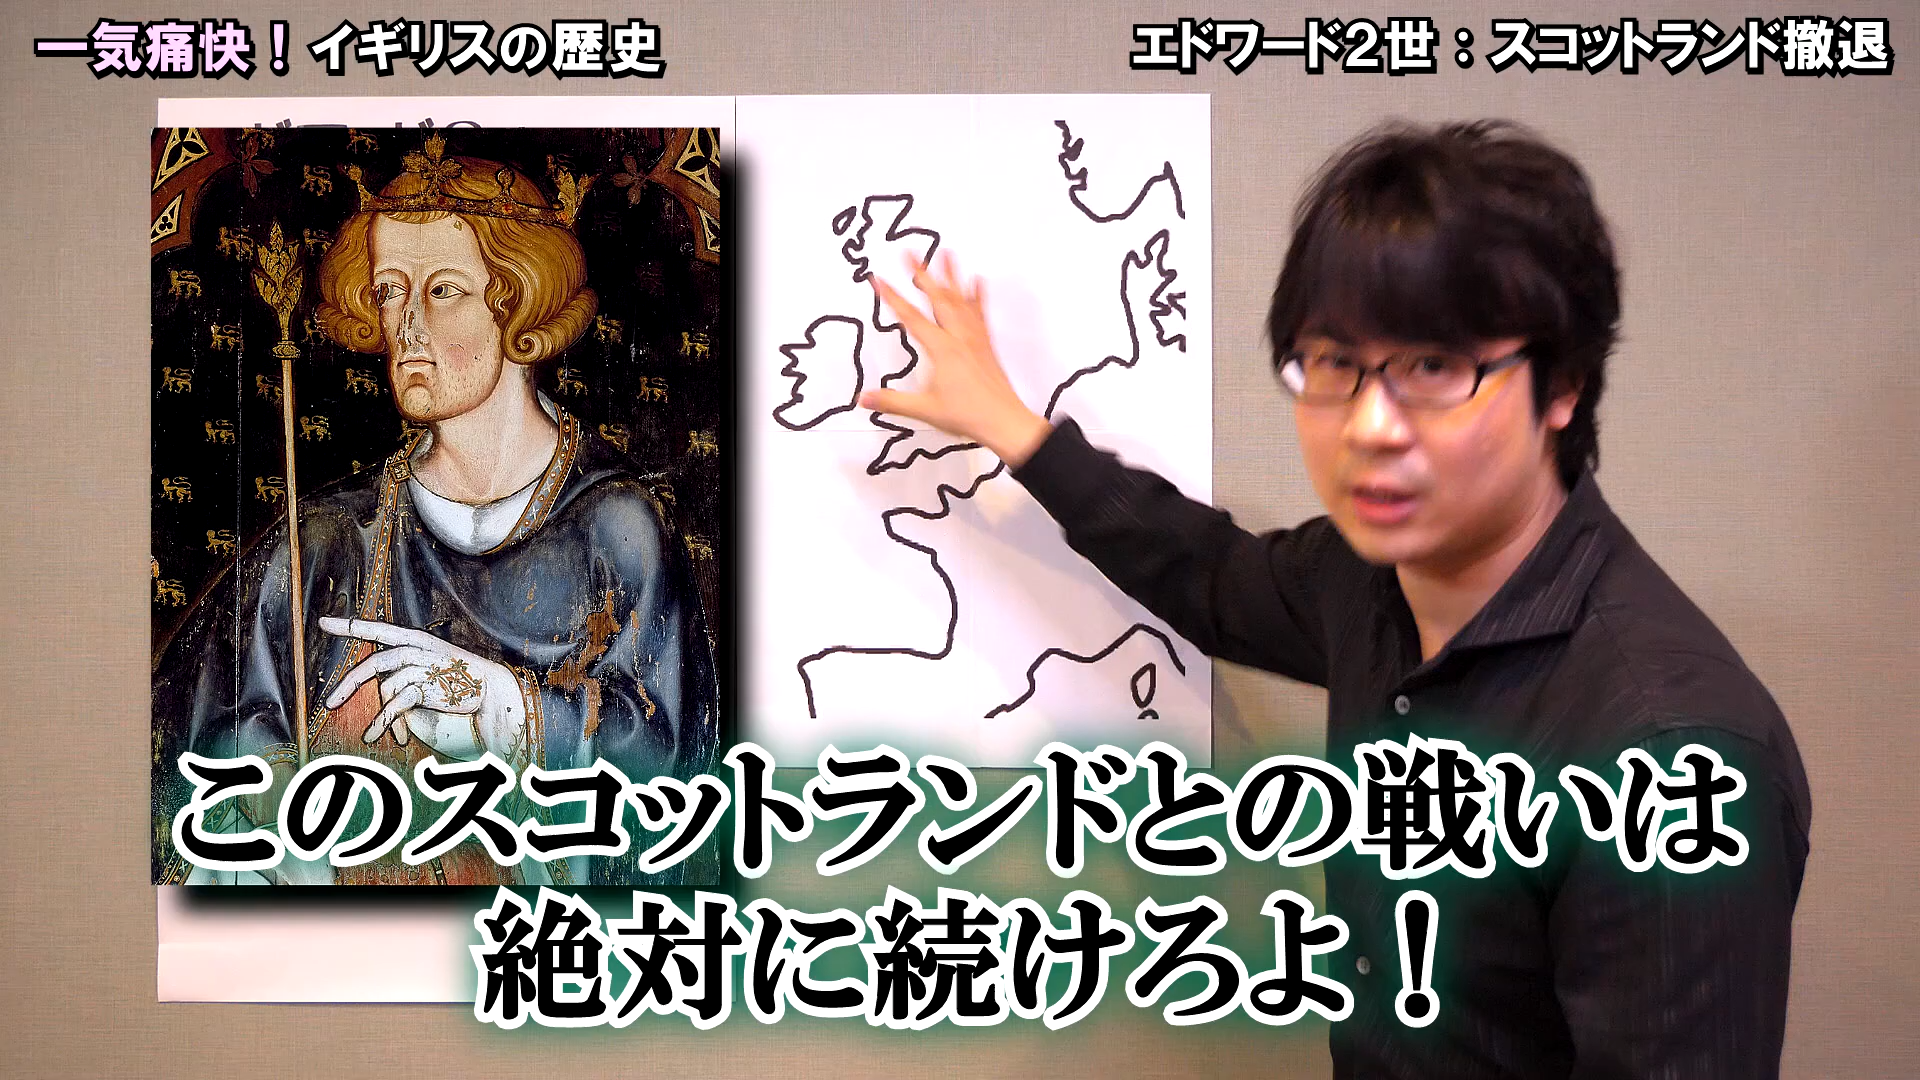 一気痛快！イギリスの歴史
エドワード2世：スコットランド撤退
このスコットランドとの戦いは
絶対に続けろよ！